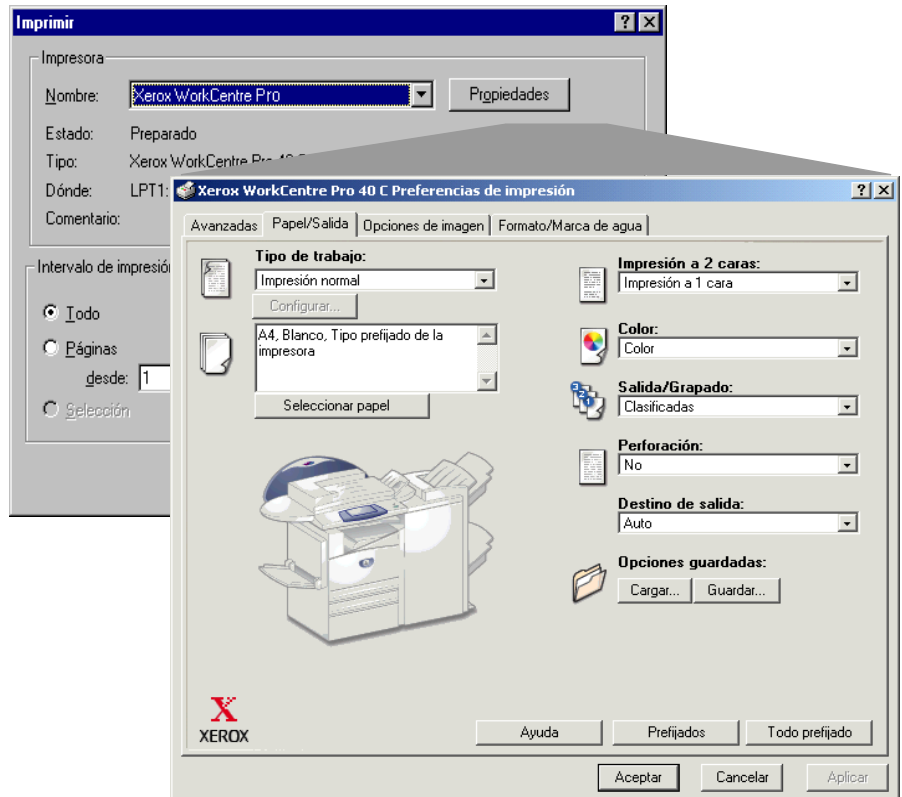 Imprimir
Impresora
Nombre: Xerox WorkCentre Pro Propiedades
Estado: Preparado
Tipo: Xerox WorkCentre Pro
Dónde: LPT1:
Comentario:
Intervalo de impresión
Todo
Páginas
desde: 1
Selección
Xerox WorkCentre Pro 40 C Preferencias de impresión
Avanzadas Papel/Salida Opciones de imagen Formato/Marca de agua
Tipo de trabajo:
Impresión normal
Configurar...
A4, Blanco, Tipo prefijado de la
impresora
Seleccionar papel
Impresión a 2 caras:
Impresión a 1 cara
Color:
Color
Salida/Grapado:
Clasificadas
Perforación:
No
Destino de salida:
Auto
Opciones guardadas:
Cargar... Guardar...
X
XEROX
Ayuda Prefijados Todo prefijado
Aceptar Cancelar Aplicar